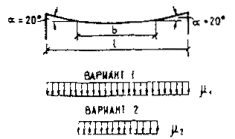 α = 20° α = 20°
b
l
ВАРИАНТ 1
μ₁
ВАРИАНТ 2
μ₂